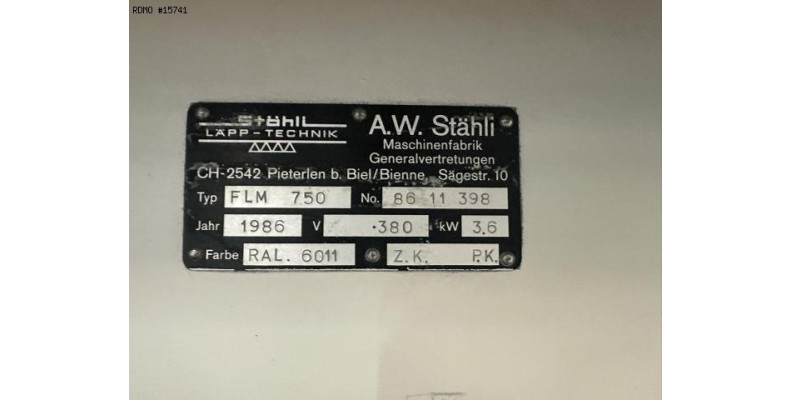 RDMO #15741
Stähli
LÄPP-TECHNIK
A.W. Stähli
Maschinenfabrik
Generalvertretungen
CH-2542 Pieterlen b. Biel/Bienne, Sägestr. 10
Typ FLM 750 No. 86 11 398
Jahr 1986 V ·380 kW 3.6
Farbe RAL. 6011 Z.K. P.K.